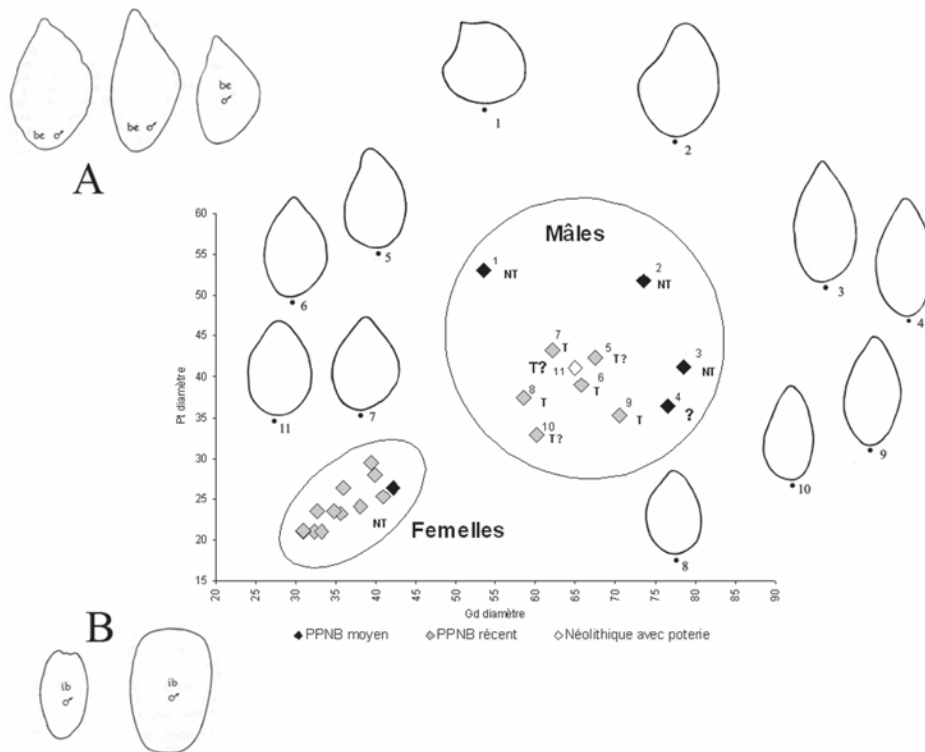 be ♂
be ♂
be ♂
A
1
2
3
4
5
6
11
7
9
10
8
Pt diamètre
60
55
50
45
40
35
30
25
20
15
Mâles
1
NT
2
NT
7
T
5
T?
T?
11
6
T
3
NT
8
T
9
T
4
?
10
T?
NT
Femelles
20 25 30 35 40 45 50 55 60 65 70 75 80 85 90
Gd diamètre
PPNB moyen PPNB récent Néolithique avec poterie
B
ib
♂
ib
♂